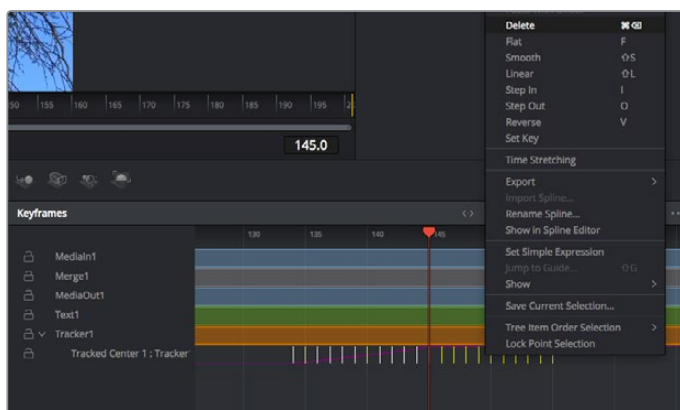 Delete ⌘⌫
Flat F
Smooth ⇧S
Linear ⇧L
Step In I
Step Out O
Reverse V
Set Key
Time Stretching
Export
Import Spline...
Rename Spline...
Show in Spline Editor
Set Simple Expression
Jump to Guide... ⇧G
Show
Save Current Selection...
Tree Item Order Selection
Lock Point Selection
155 160 165 170 175 180 185 190 195
145.0
Keyframes
130 135 140 145
MediaIn1
Merge1
MediaOut1
Text1
Tracker1
Tracked Center 1 : Tracker